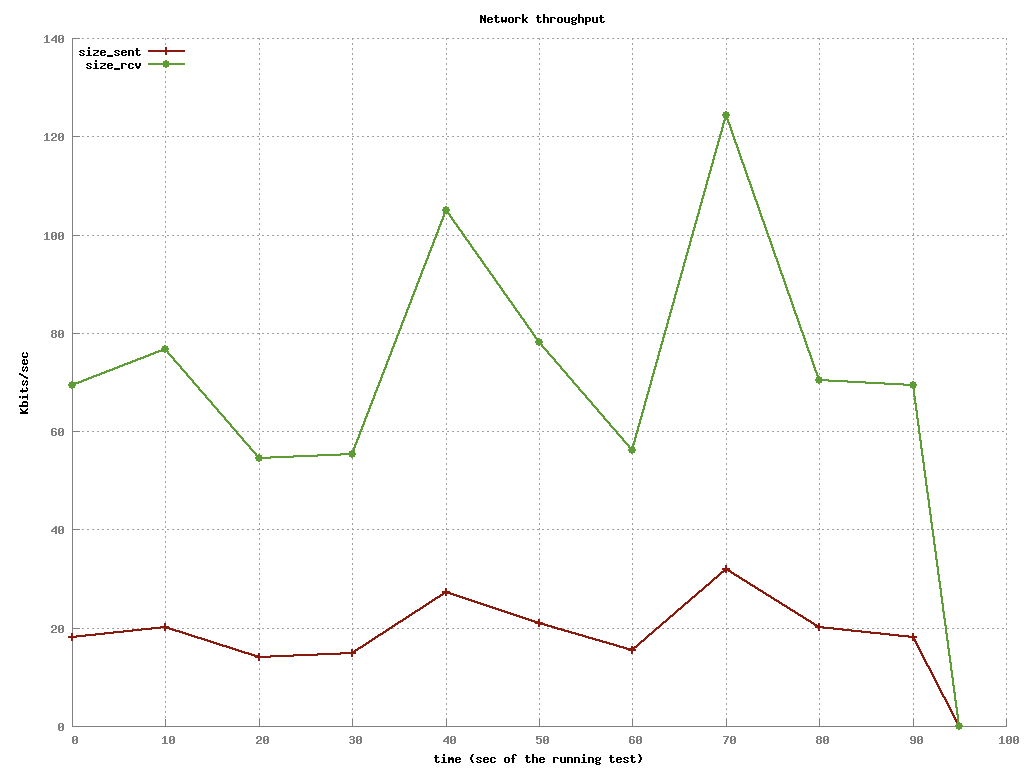 Network throughput
size_sent
size_rcv
140
120
100
80
60
40
20
0
Kbits/sec
0 10 20 30 40 50 60 70 80 90 100
time (sec of the running test)